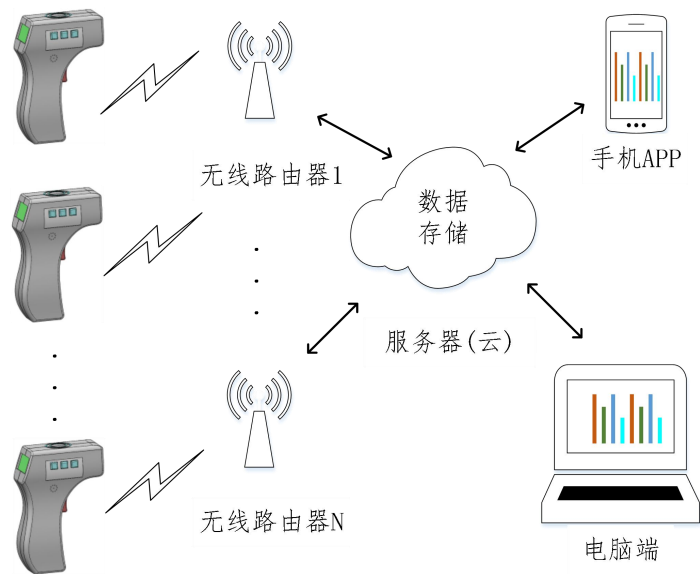 无线路由器1
手机APP
数据
存储
服务器(云)
无线路由器N
电脑端